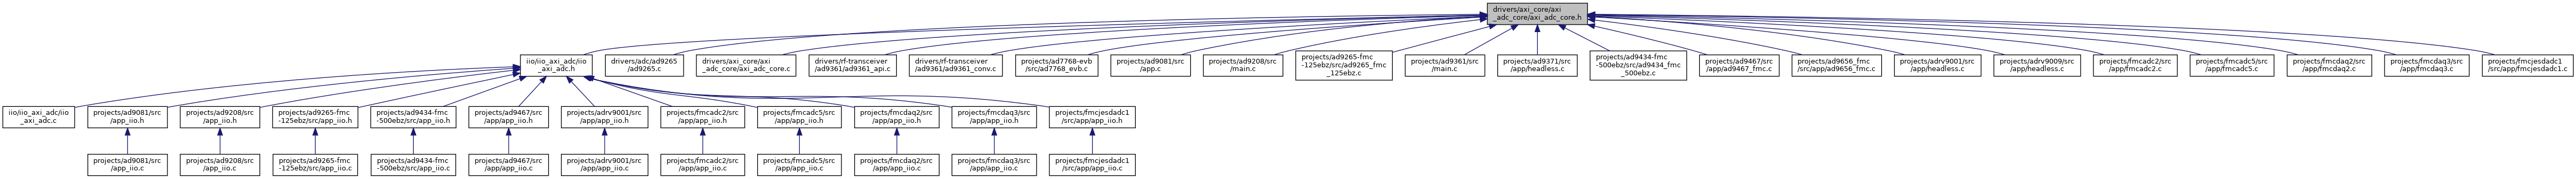 drivers/axi_core/axi
_adc_core/axi_adc_core.h
iio/iio_axi_adc/iio
_axi_adc.h
drivers/adc/ad9265
/ad9265.c
drivers/axi_core/axi
_adc_core/axi_adc_core.c
drivers/rf-transceiver
/ad9361/ad9361_api.c
drivers/rf-transceiver
/ad9361/ad9361_conv.c
projects/ad7768-evb
/src/ad7768_evb.c
projects/ad9081/src
/app.c
projects/ad9208/src
/main.c
projects/ad9265-fmc
-125ebz/src/ad9265_fmc
_125ebz.c
projects/ad9361/src
/main.c
projects/ad9371/src
/app/headless.c
projects/ad9434-fmc
-500ebz/src/ad9434_fmc
_500ebz.c
projects/ad9467/src
/app/ad9467_fmc.c
projects/ad9656_fmc
/src/app/ad9656_fmc.c
projects/adrv9001/src
/app/headless.c
projects/adrv9009/src
/app/headless.c
projects/fmcadc2/src
/app/fmcadc2.c
projects/fmcadc5/src
/app/fmcadc5.c
projects/fmcdaq2/src
/app/fmcdaq2.c
projects/fmcdaq3/src
/app/fmcdaq3.c
projects/fmcjesdadc1
/src/app/fmcjesdadc1.c
iio/iio_axi_adc/iio
_axi_adc.c
projects/ad9081/src
/app_iio.h
projects/ad9208/src
/app_iio.h
projects/ad9265-fmc
-125ebz/src/app_iio.h
projects/ad9434-fmc
-500ebz/src/app_iio.h
projects/ad9467/src
/app/app_iio.h
projects/adrv9001/src
/app/app_iio.h
projects/fmcadc2/src
/app/app_iio.h
projects/fmcadc5/src
/app/app_iio.h
projects/fmcdaq2/src
/app/app_iio.h
projects/fmcdaq3/src
/app/app_iio.h
projects/fmcjesdadc1
/src/app/app_iio.h
projects/ad9081/src
/app_iio.c
projects/ad9208/src
/app_iio.c
projects/ad9265-fmc
-125ebz/src/app_iio.c
projects/ad9434-fmc
-500ebz/src/app_iio.c
projects/ad9467/src
/app/app_iio.c
projects/adrv9001/src
/app/app_iio.c
projects/fmcadc2/src
/app/app_iio.c
projects/fmcadc5/src
/app/app_iio.c
projects/fmcdaq2/src
/app/app_iio.c
projects/fmcdaq3/src
/app/app_iio.c
projects/fmcjesdadc1
/src/app/app_iio.c